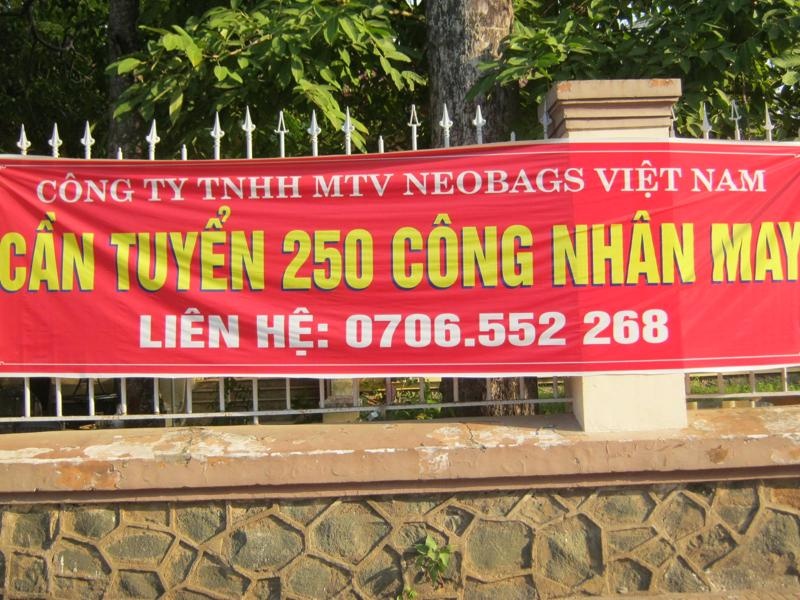 CÔNG TY TNHH MTV NEOBAGS VIỆT NAM
CẦN TUYỂN 250 CÔNG NHÂN MAY
LIÊN HỆ: 0706.552 268